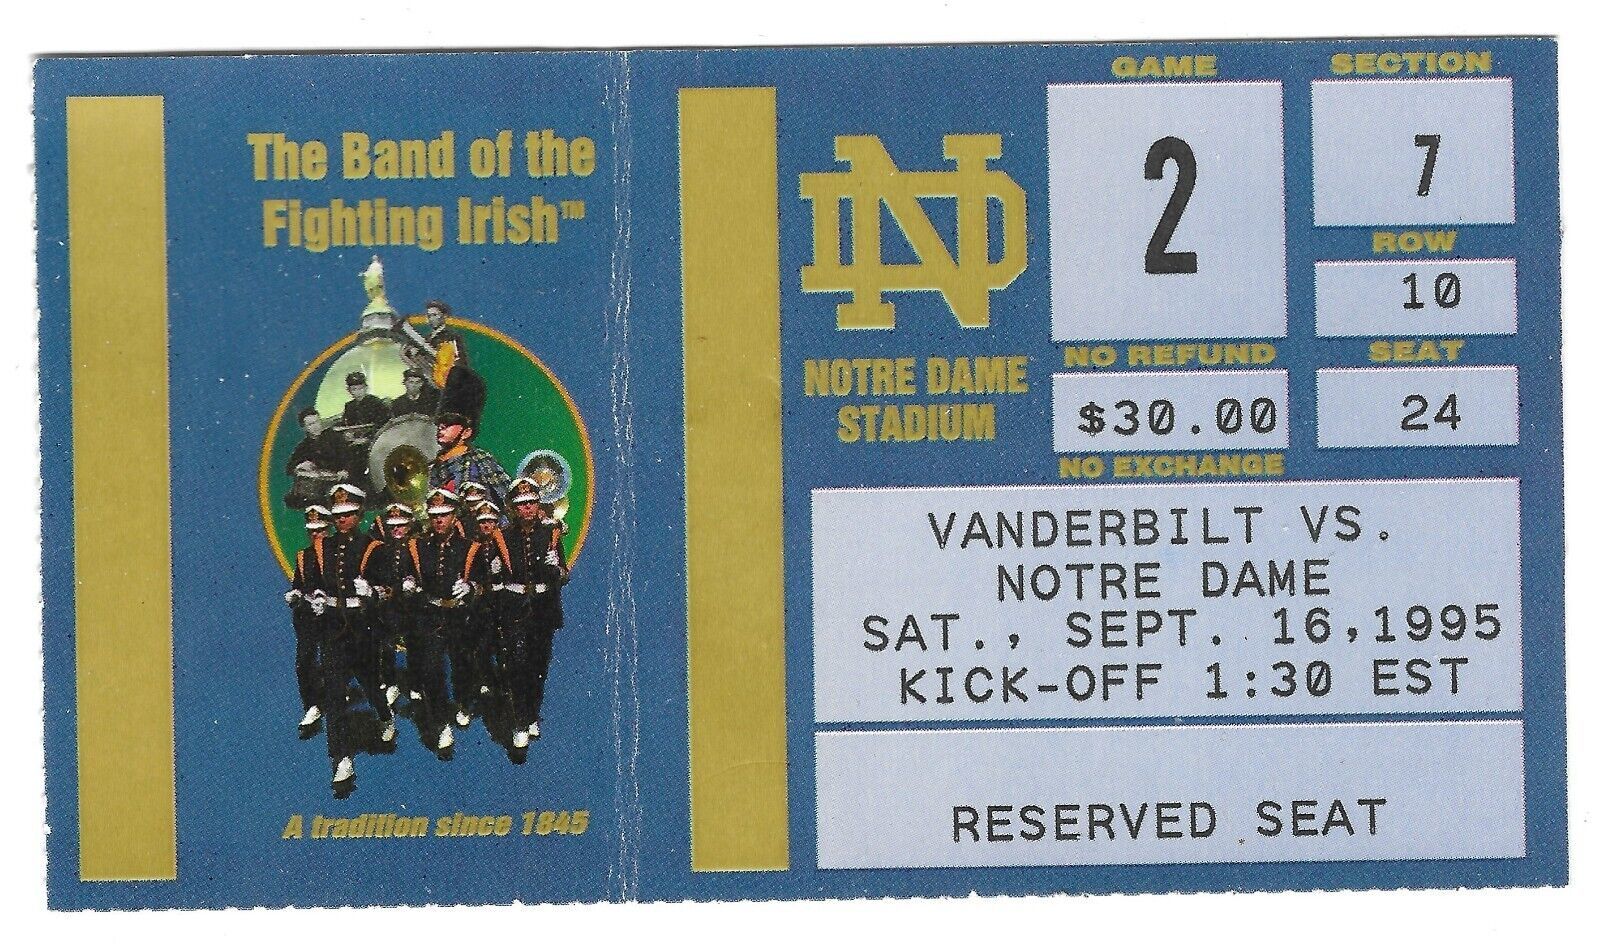 The Band of the
Fighting Irish™
A tradition since 1845
ND
NOTRE DAME
STADIUM
GAME
2
NO REFUND
$30.00
NO EXCHANGE
SECTION
7
ROW
10
SEAT
24
VANDERBILT VS.
NOTRE DAME
SAT., SEPT. 16,1995
KICK-OFF 1:30 EST
RESERVED SEAT